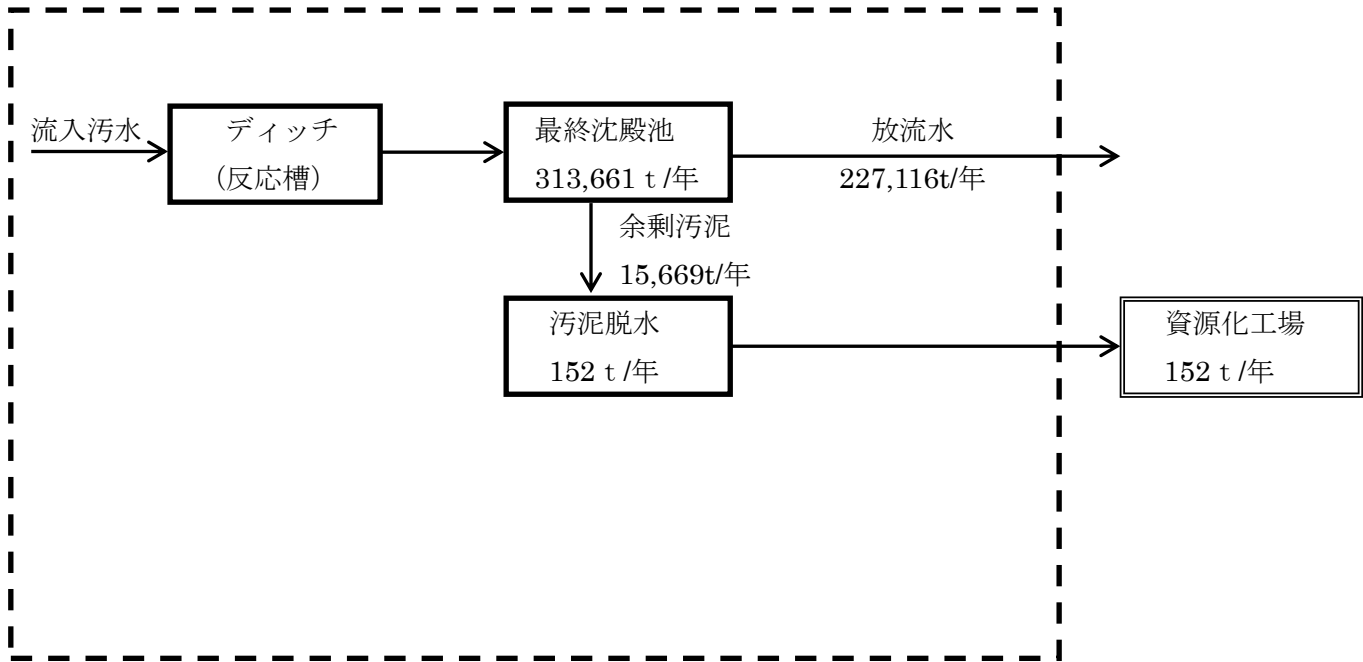 流入汚水
ディッチ
(反応槽)
最終沈殿池
313,661ｔ/年
放流水
227,116t/年
余剰汚泥
15,669t/年
汚泥脱水
152ｔ/年
資源化工場
152ｔ/年